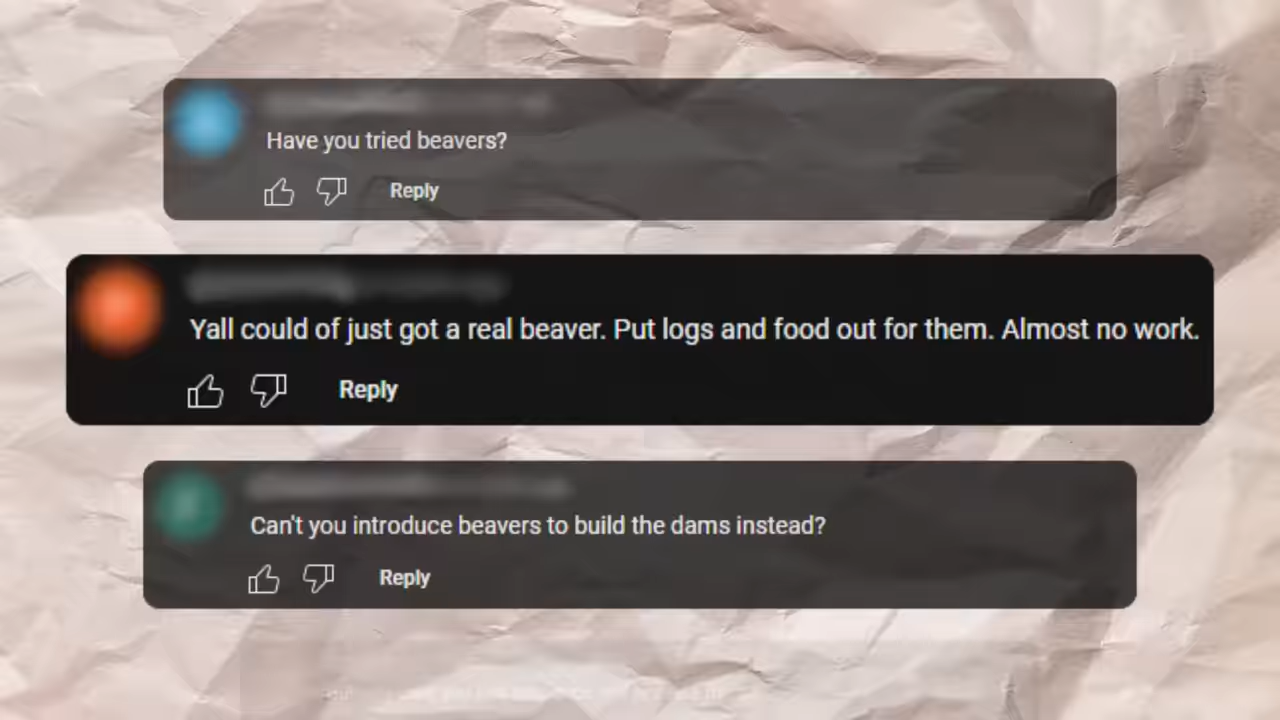 Have you tried beavers?
Reply
Yall could of just got a real beaver. Put logs and food out for them. Almost no work.
Reply
Can't you introduce beavers to build the dams instead?
Reply